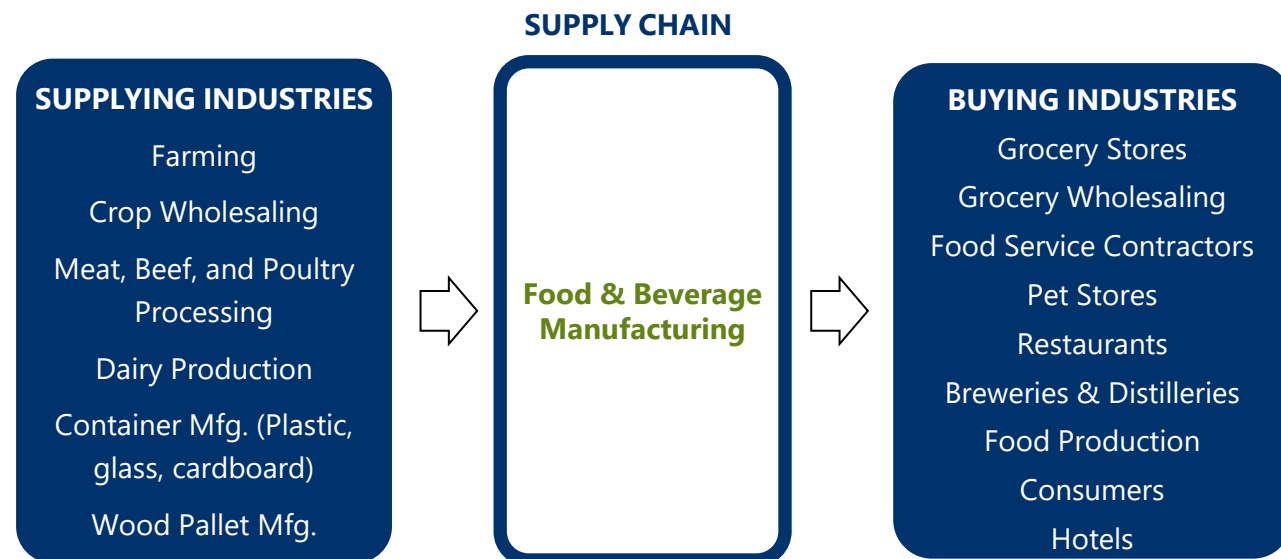 SUPPLY CHAIN
SUPPLYING INDUSTRIES
Farming
Crop Wholesaling
Meat, Beef, and Poultry
Processing
Dairy Production
Container Mfg. (Plastic,
glass, cardboard)
Wood Pallet Mfg.
Food & Beverage
Manufacturing
BUYING INDUSTRIES
Grocery Stores
Grocery Wholesaling
Food Service Contractors
Pet Stores
Restaurants
Breweries & Distilleries
Food Production
Consumers
Hotels